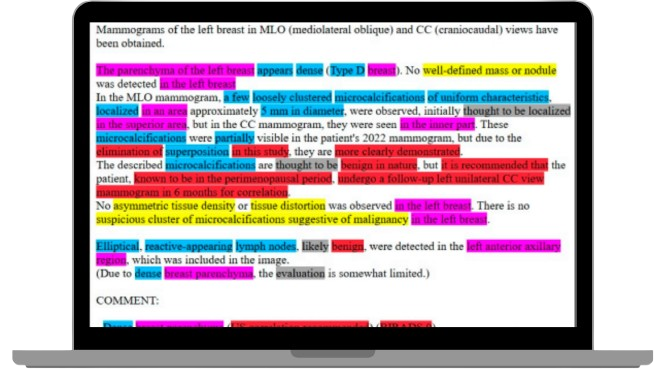 Mammograms of the left breast in MLO (mediolateral oblique) and CC (craniocaudal) views have
been obtained.
The parenchyma of the left breast appears dense (Type D breast). No well-defined mass or nodule
was detected in the left breast
In the MLO mammogram, a few loosely clustered microcalcifications of uniform characteristics,
localized in an area approximately 5 mm in diameter, were observed, initially thought to be localized
in the superior area, but in the CC mammogram, they were seen in the inner part. These
microcalcifications were partially visible in the patient's 2022 mammogram, but due to the
elimination of superposition in this study, they are more clearly demonstrated.
The described microcalcifications are thought to be benign in nature, but it is recommended that the
patient, known to be in the perimenopausal period, undergo a follow-up left unilateral CC view
mammogram in 6 months for correlation.
No asymmetric tissue density or tissue distortion was observed in the left breast. There is no
suspicious cluster of microcalcifications suggestive of malignancy in the left breast.
Elliptical, reactive-appearing lymph nodes, likely benign, were detected in the left anterior axillary
region, which was included in the image.
(Due to dense breast parenchyma, the evaluation is somewhat limited.)
COMMENT: